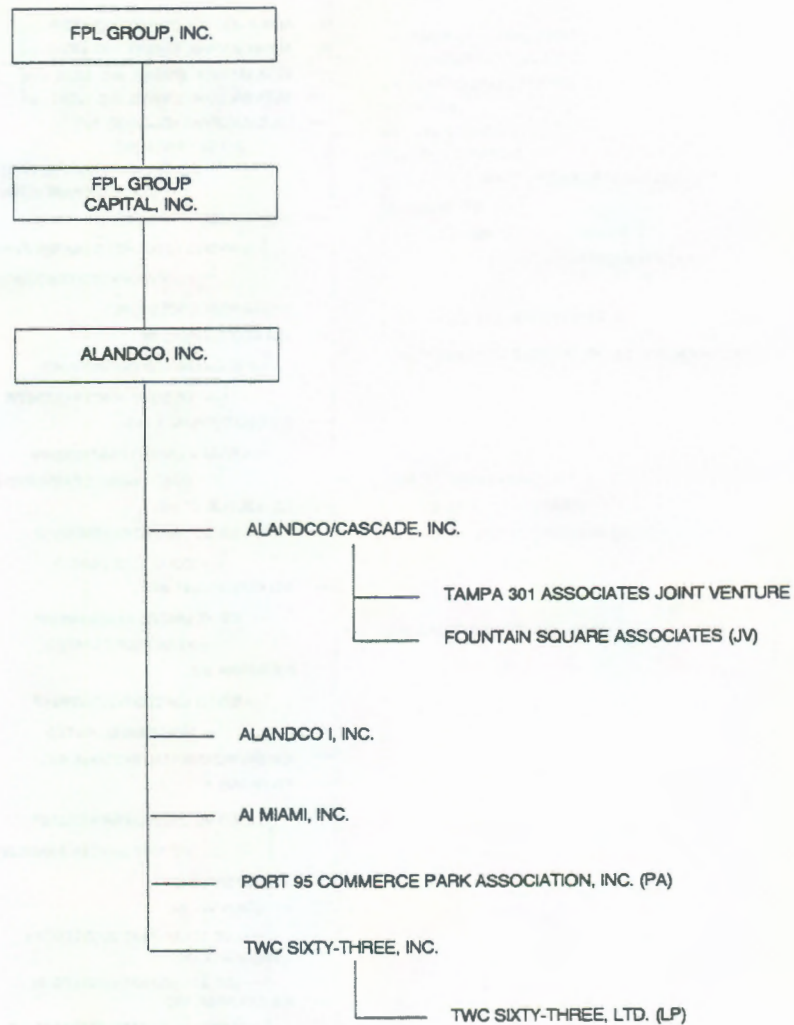 FPL GROUP, INC.
FPL GROUP
CAPITAL, INC.
ALANDCO, INC.
ALANDCO/CASCADE, INC.
TAMPA 301 ASSOCIATES JOINT VENTURE
FOUNTAIN SQUARE ASSOCIATES (JV)
ALANDCO I, INC.
AI MIAMI, INC.
PORT 95 COMMERCE PARK ASSOCIATION, INC. (PA)
TWC SIXTY-THREE, INC.
TWC SIXTY-THREE, LTD. (LP)